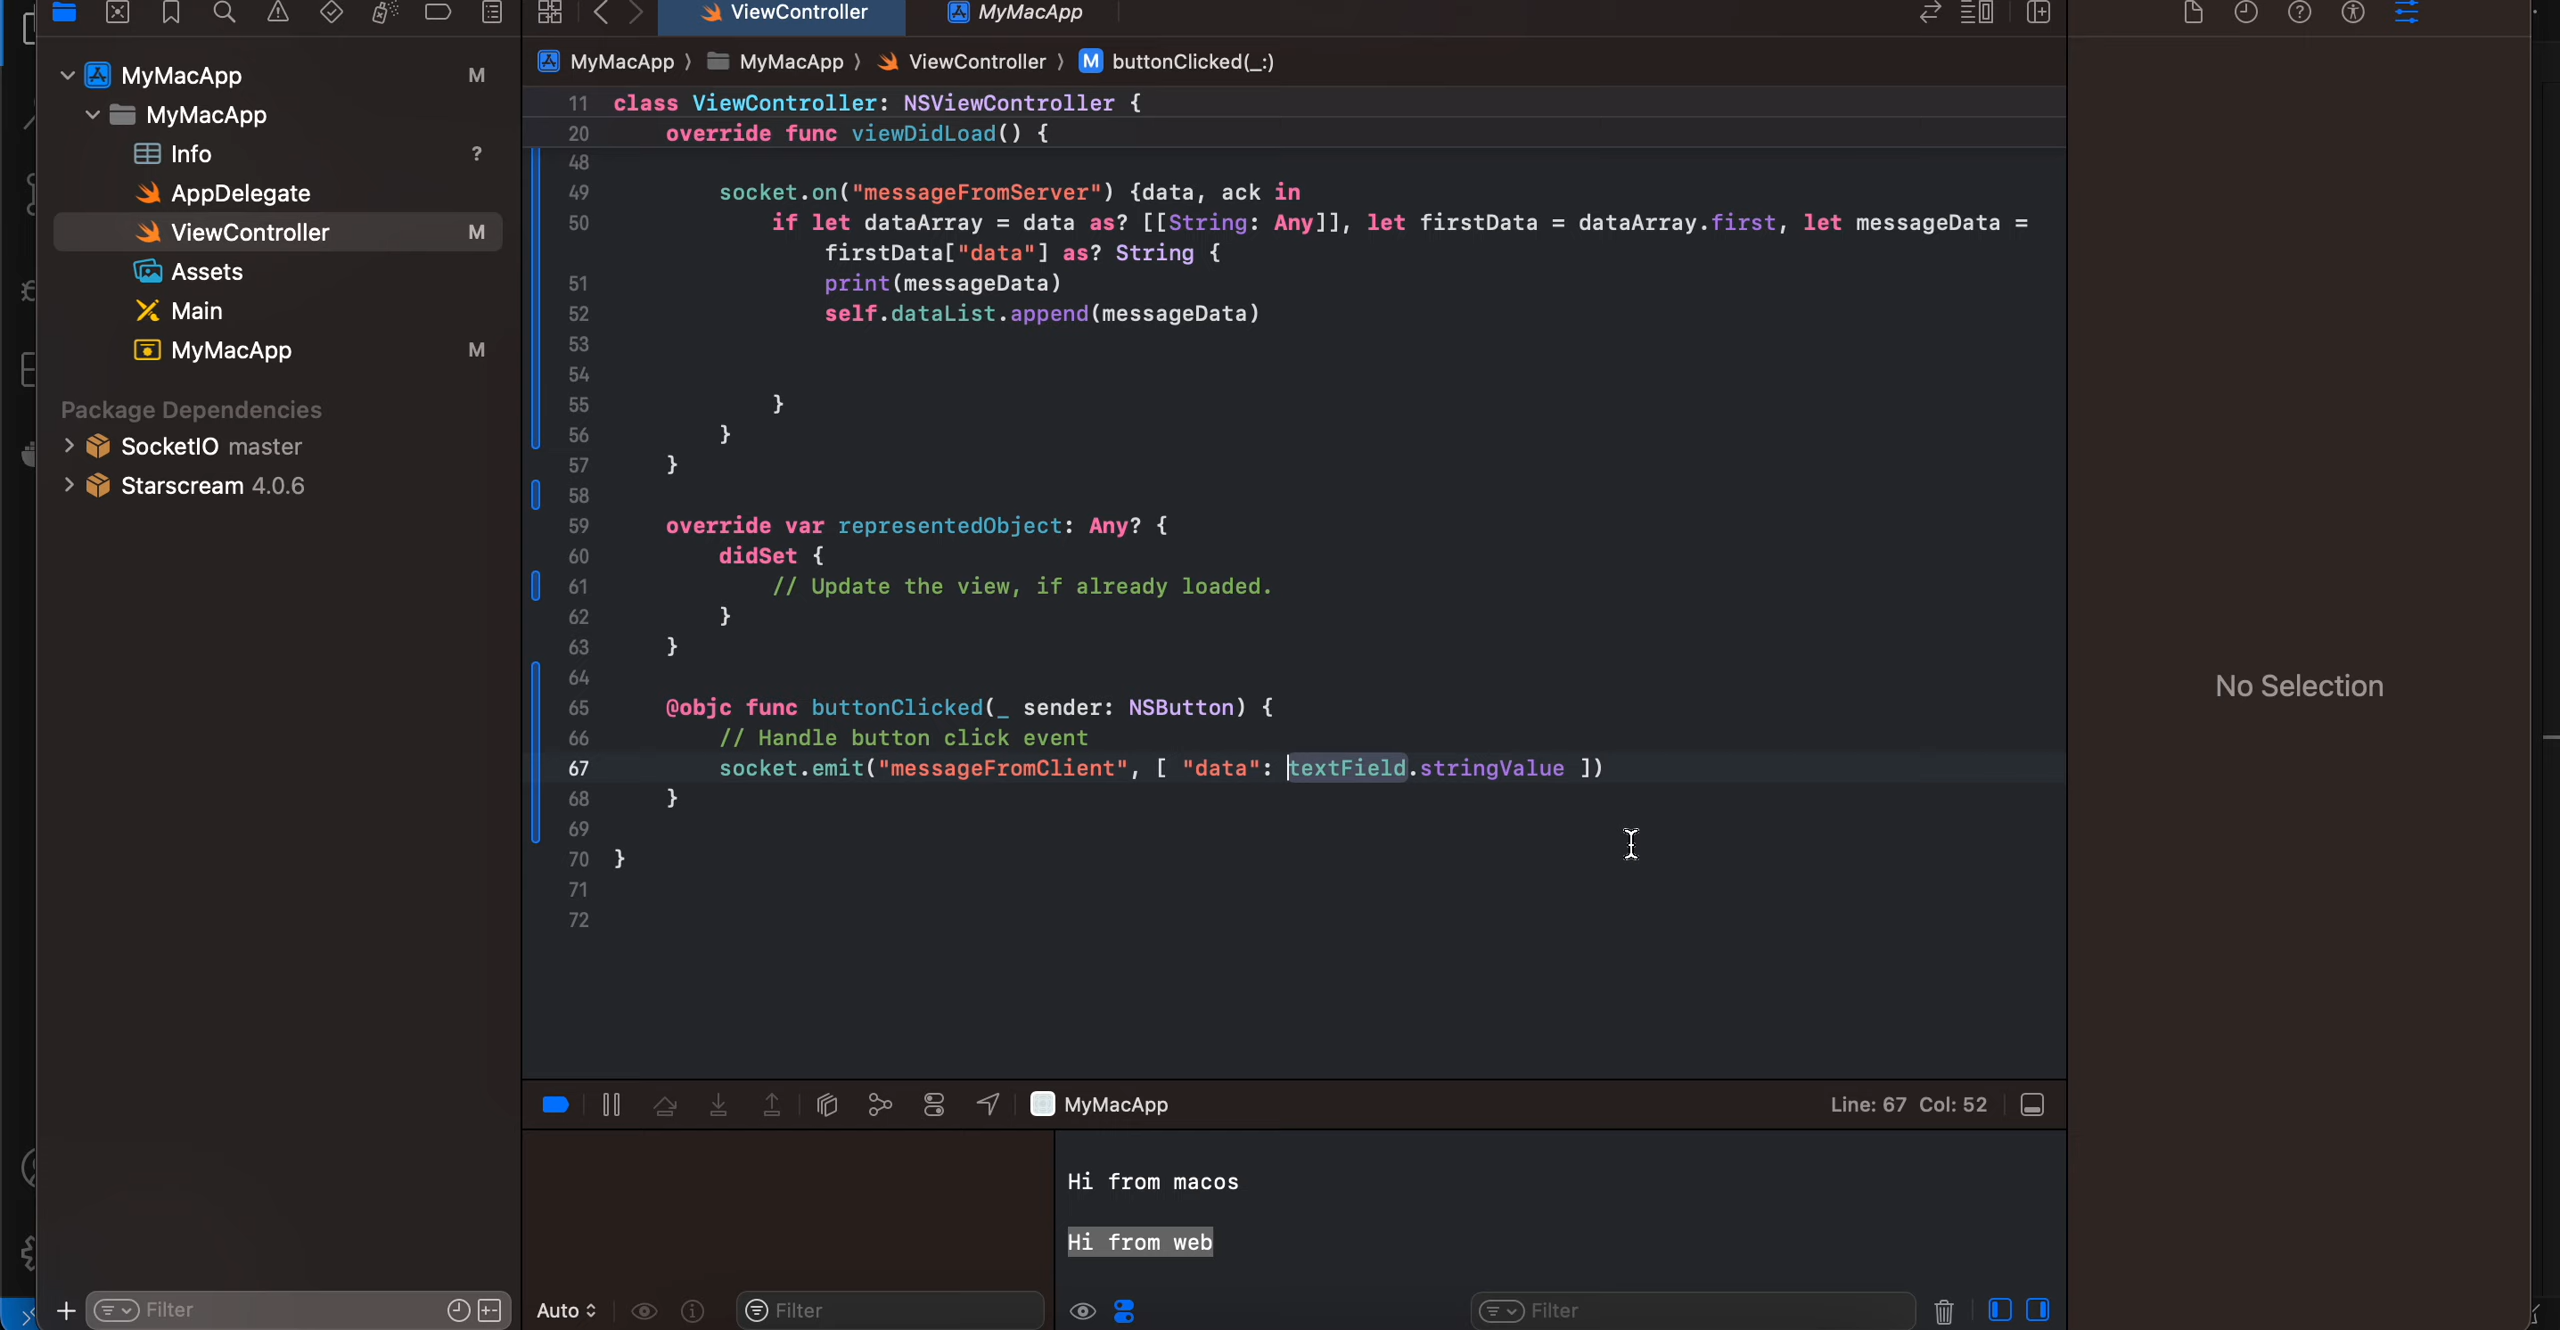 ViewController
MyMacApp
MyMacApp
M
MyMacApp
Info
?
AppDelegate
ViewController
M
Assets
Main
MyMacApp
M
Package Dependencies
SocketIO master
Starscream 4.0.6
Filter
MyMacApp
MyMacApp
ViewController
M
buttonClicked(_:)
11 class ViewController: NSViewController {
20 override func viewDidLoad() {
48
49 socket.on("messageFromServer") {data, ack in
50 if let dataArray = data as? [[String: Any]], let firstData = dataArray.first, let messageData =
firstData["data"] as? String {
51 print(messageData)
52 self.dataList.append(messageData)
53
54
55 }
56 }
57 }
58
59 override var representedObject: Any? {
60 didSet {
61 // Update the view, if already loaded.
62 }
63 }
64
65 @objc func buttonClicked(_ sender: NSButton) {
66 // Handle button click event
67 socket.emit("messageFromClient", [ "data": textField.stringValue ])
68 }
69
70 }
71
72
MyMacApp
Line: 67 Col: 52
Hi from macos
Hi from web
Auto
Filter
Filter
No Selection